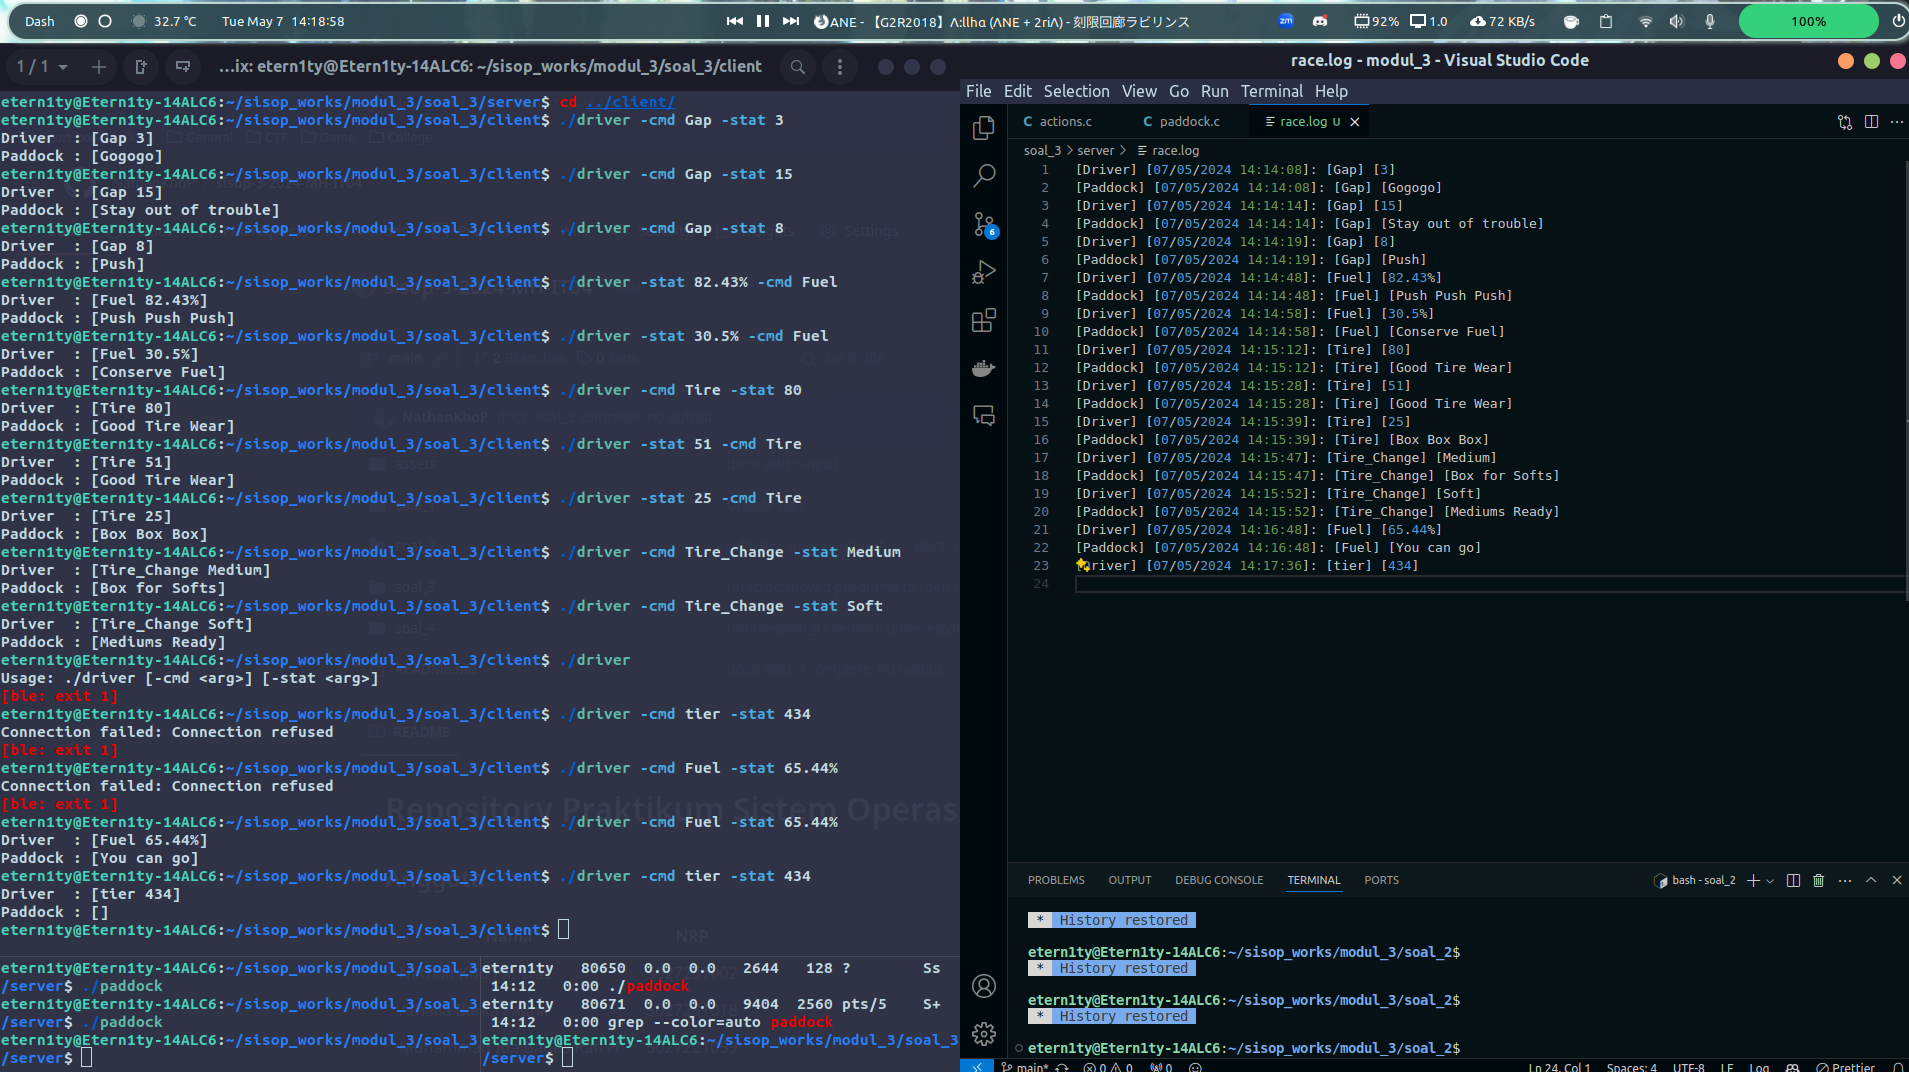 Dash
32.7 °C
Tue May 7 14:18:58
ANE - 【G2R2018】Λ:llhα (ΛNE + 2riΛ) - 刻限回廊ラビリンス
zm
92%
1.0
72 KB/s
100%
1 / 1
...ix: etern1ty@Etern1ty-14ALC6: ~/sisop_works/modul_3/soal_3/client
etern1ty@Etern1ty-14ALC6:~/sisop_works/modul_3/soal_3/server$ cd ../client/
etern1ty@Etern1ty-14ALC6:~/sisop_works/modul_3/soal_3/client$ ./driver -cmd Gap -stat 3
Driver  : [Gap 3]
Paddock : [Gogogo]
etern1ty@Etern1ty-14ALC6:~/sisop_works/modul_3/soal_3/client$ ./driver -cmd Gap -stat 15
Driver  : [Gap 15]
Paddock : [Stay out of trouble]
etern1ty@Etern1ty-14ALC6:~/sisop_works/modul_3/soal_3/client$ ./driver -cmd Gap -stat 8
Driver  : [Gap 8]
Paddock : [Push]
etern1ty@Etern1ty-14ALC6:~/sisop_works/modul_3/soal_3/client$ ./driver -stat 82.43% -cmd Fuel
Driver  : [Fuel 82.43%]
Paddock : [Push Push Push]
etern1ty@Etern1ty-14ALC6:~/sisop_works/modul_3/soal_3/client$ ./driver -stat 30.5% -cmd Fuel
Driver  : [Fuel 30.5%]
Paddock : [Conserve Fuel]
etern1ty@Etern1ty-14ALC6:~/sisop_works/modul_3/soal_3/client$ ./driver -cmd Tire -stat 80
Driver  : [Tire 80]
Paddock : [Good Tire Wear]
etern1ty@Etern1ty-14ALC6:~/sisop_works/modul_3/soal_3/client$ ./driver -stat 51 -cmd Tire
Driver  : [Tire 51]
Paddock : [Good Tire Wear]
etern1ty@Etern1ty-14ALC6:~/sisop_works/modul_3/soal_3/client$ ./driver -stat 25 -cmd Tire
Driver  : [Tire 25]
Paddock : [Box Box Box]
etern1ty@Etern1ty-14ALC6:~/sisop_works/modul_3/soal_3/client$ ./driver -cmd Tire_Change -stat Medium
Driver  : [Tire_Change Medium]
Paddock : [Box for Softs]
etern1ty@Etern1ty-14ALC6:~/sisop_works/modul_3/soal_3/client$ ./driver -cmd Tire_Change -stat Soft
Driver  : [Tire_Change Soft]
Paddock : [Mediums Ready]
etern1ty@Etern1ty-14ALC6:~/sisop_works/modul_3/soal_3/client$ ./driver
Usage: ./driver [-cmd <arg>] [-stat <arg>]
[ble: exit 1]
etern1ty@Etern1ty-14ALC6:~/sisop_works/modul_3/soal_3/client$ ./driver -cmd tier -stat 434
Connection failed: Connection refused
[ble: exit 1]
etern1ty@Etern1ty-14ALC6:~/sisop_works/modul_3/soal_3/client$ ./driver -cmd Fuel -stat 65.44%
Connection failed: Connection refused
[ble: exit 1]
etern1ty@Etern1ty-14ALC6:~/sisop_works/modul_3/soal_3/client$ ./driver -cmd Fuel -stat 65.44%
Driver  : [Fuel 65.44%]
Paddock : [You can go]
etern1ty@Etern1ty-14ALC6:~/sisop_works/modul_3/soal_3/client$ ./driver -cmd tier -stat 434
Driver  : [tier 434]
Paddock : []
etern1ty@Etern1ty-14ALC6:~/sisop_works/modul_3/soal_3/client$
Repository Praktikum Sistem Operas
Nama NRP
etern1ty@Etern1ty-14ALC6:~/sisop_works/modul_3/soal_3
/server$ ./paddock
etern1ty@Etern1ty-14ALC6:~/sisop_works/modul_3/soal_3
/server$ ./paddock
etern1ty@Etern1ty-14ALC6:~/sisop_works/modul_3/soal_3
/server$
etern1ty   80650  0.0  0.0   2644   128 ?        Ss
14:12   0:00 ./paddock
etern1ty   80671  0.0  0.0   9404  2560 pts/5    S+
14:12   0:00 grep --color=auto paddock
etern1ty@Etern1ty-14ALC6:~/sisop_works/modul_3/soal_3
/server$
race.log - modul_3 - Visual Studio Code
File Edit Selection View Go Run Terminal Help
C actions.c
C paddock.c
race.log U
soal_3 > server > race.log
1 [Driver] [07/05/2024 14:14:08]: [Gap] [3]
2 [Paddock] [07/05/2024 14:14:08]: [Gap] [Gogogo]
3 [Driver] [07/05/2024 14:14:14]: [Gap] [15]
4 [Paddock] [07/05/2024 14:14:14]: [Gap] [Stay out of trouble]
5 [Driver] [07/05/2024 14:14:19]: [Gap] [8]
6 [Paddock] [07/05/2024 14:14:19]: [Gap] [Push]
7 [Driver] [07/05/2024 14:14:48]: [Fuel] [82.43%]
8 [Paddock] [07/05/2024 14:14:48]: [Fuel] [Push Push Push]
9 [Driver] [07/05/2024 14:14:58]: [Fuel] [30.5%]
10 [Paddock] [07/05/2024 14:14:58]: [Fuel] [Conserve Fuel]
11 [Driver] [07/05/2024 14:15:12]: [Tire] [80]
12 [Paddock] [07/05/2024 14:15:12]: [Tire] [Good Tire Wear]
13 [Driver] [07/05/2024 14:15:28]: [Tire] [51]
14 [Paddock] [07/05/2024 14:15:28]: [Tire] [Good Tire Wear]
15 [Driver] [07/05/2024 14:15:39]: [Tire] [25]
16 [Paddock] [07/05/2024 14:15:39]: [Tire] [Box Box Box]
17 [Driver] [07/05/2024 14:15:47]: [Tire_Change] [Medium]
18 [Paddock] [07/05/2024 14:15:47]: [Tire_Change] [Box for Softs]
19 [Driver] [07/05/2024 14:15:52]: [Tire_Change] [Soft]
20 [Paddock] [07/05/2024 14:15:52]: [Tire_Change] [Mediums Ready]
21 [Driver] [07/05/2024 14:16:48]: [Fuel] [65.44%]
22 [Paddock] [07/05/2024 14:16:48]: [Fuel] [You can go]
23 [Driver] [07/05/2024 14:17:36]: [tier] [434]
24
6
PROBLEMS OUTPUT DEBUG CONSOLE TERMINAL PORTS
bash - soal_2
* History restored
etern1ty@Etern1ty-14ALC6:~/sisop_works/modul_3/soal_2$
* History restored
etern1ty@Etern1ty-14ALC6:~/sisop_works/modul_3/soal_2$
* History restored
etern1ty@Etern1ty-14ALC6:~/sisop_works/modul_3/soal_2$
main* 0 0 0 Ln 24, Col 1 Spaces: 4 UTF-8 LF Log Prettier